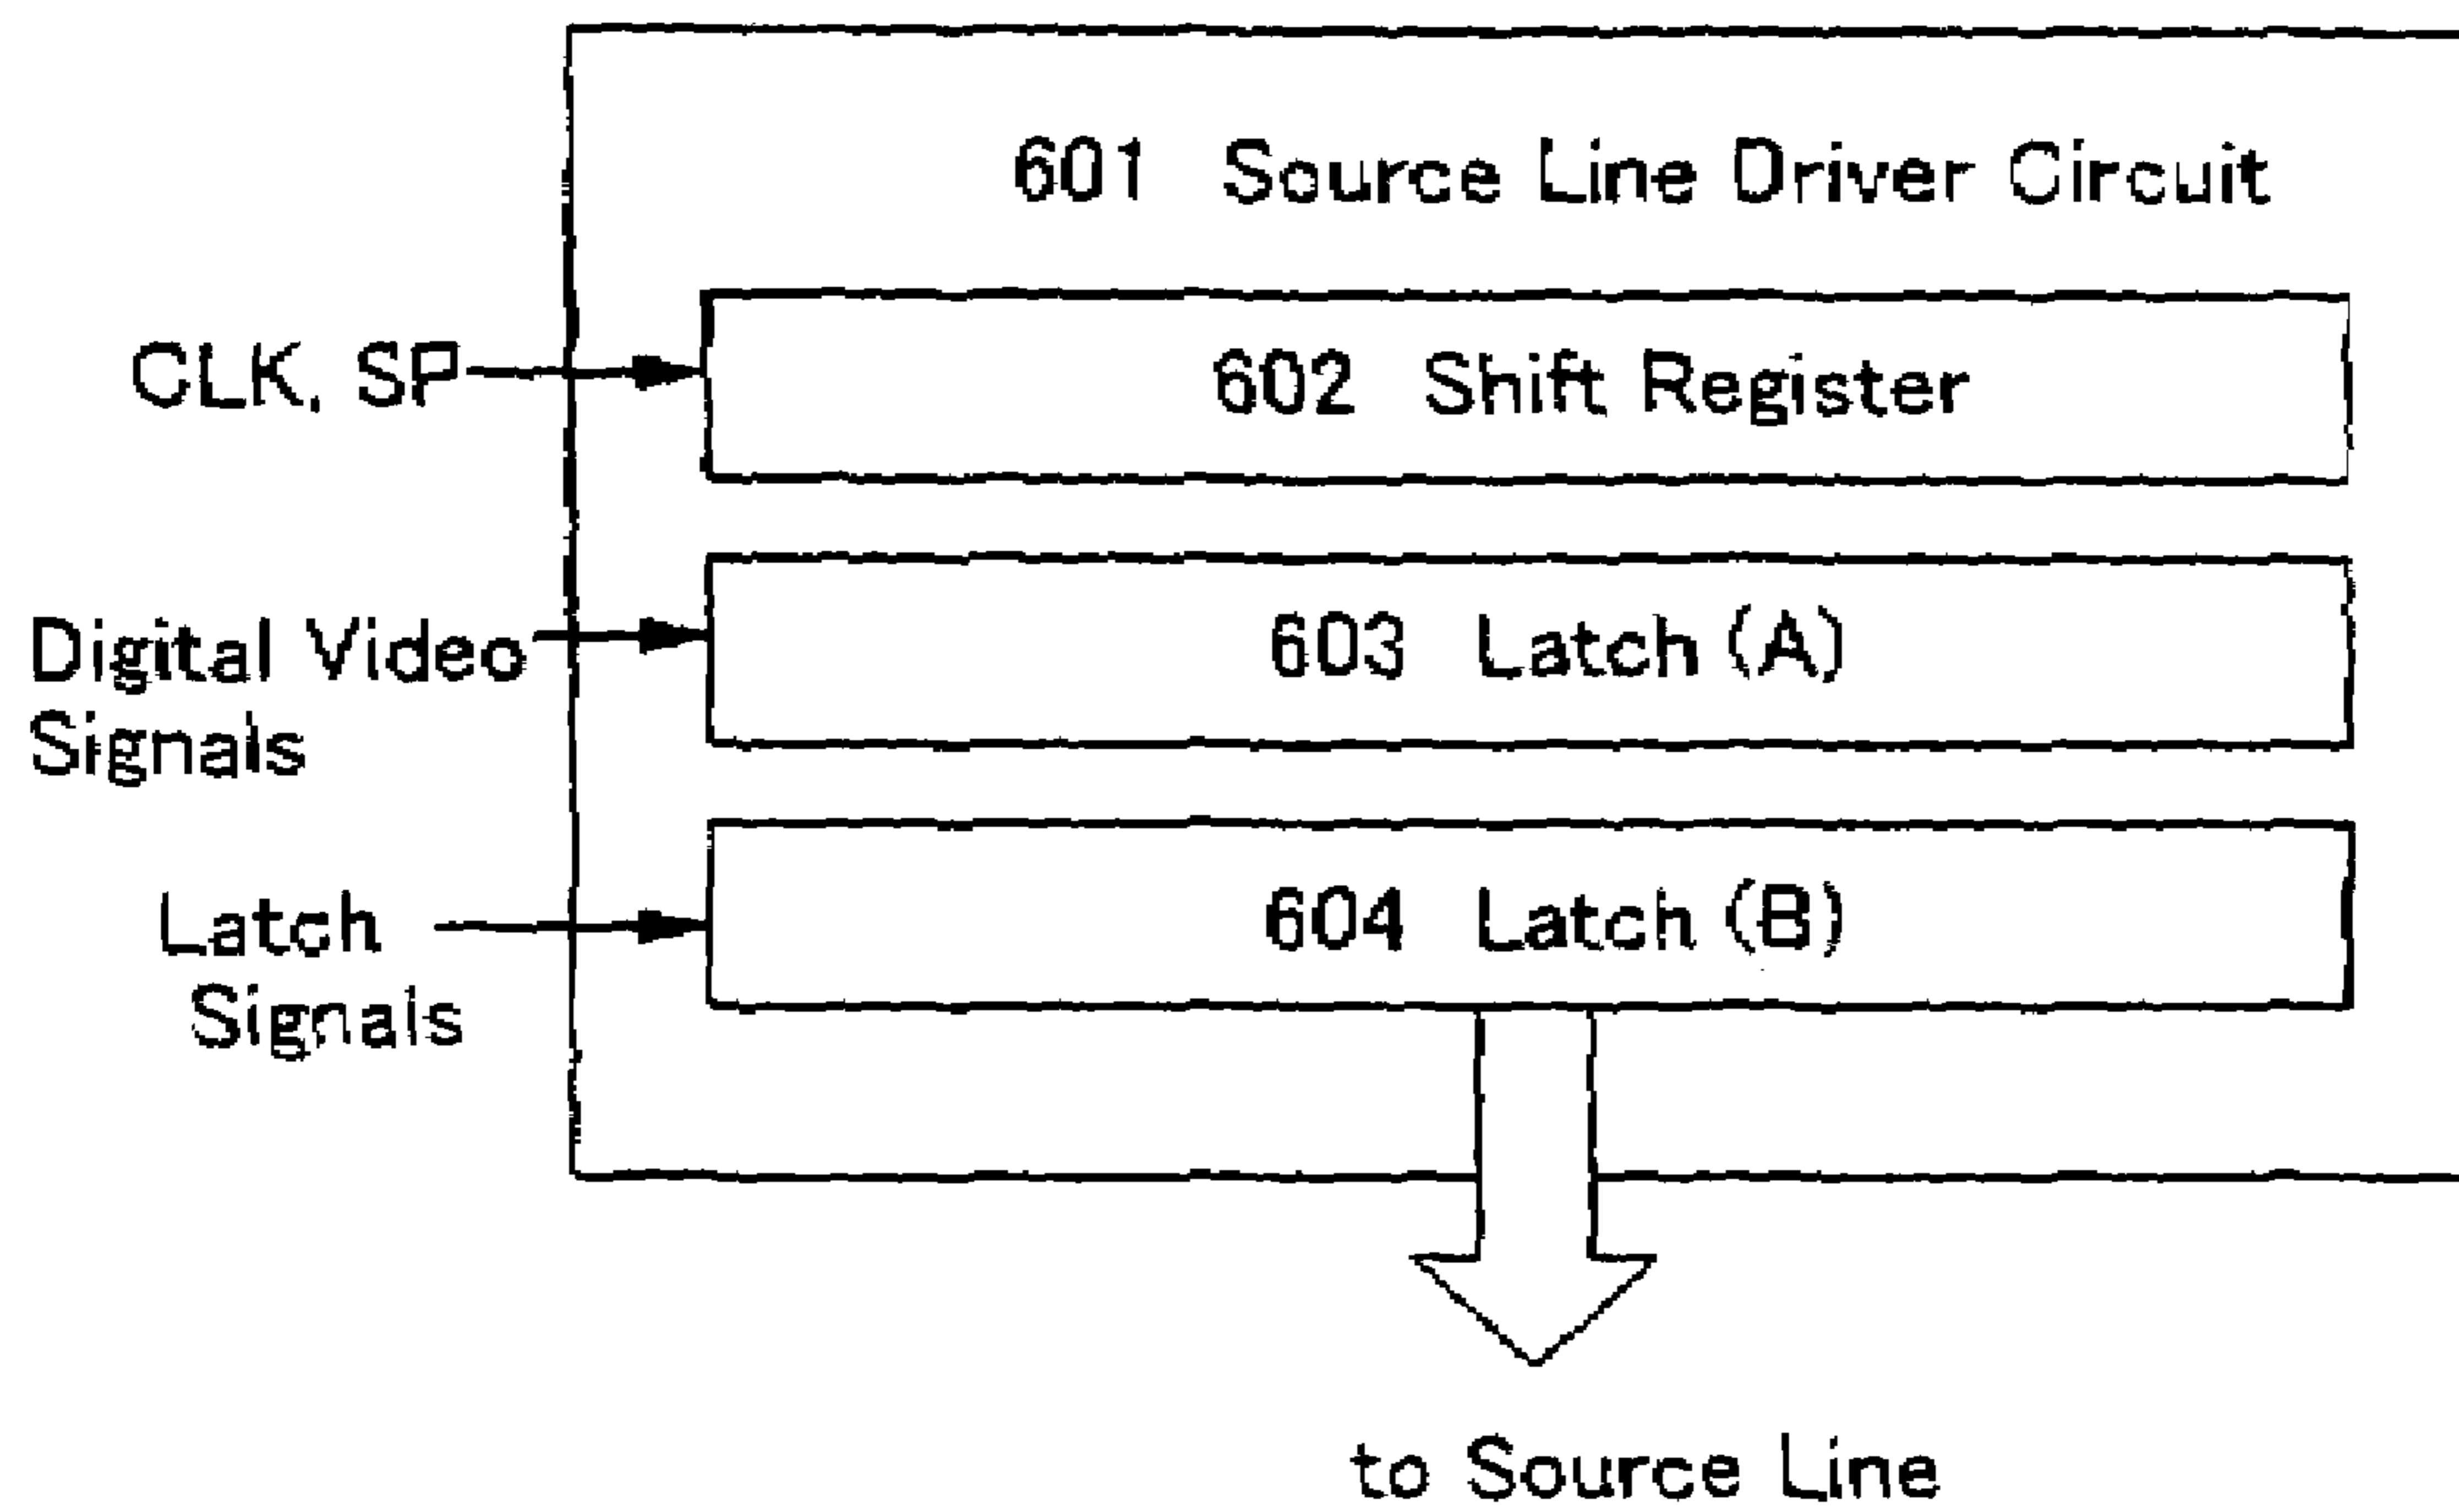 601 Source Line Driver Circuit
CLK, SP
602 Shift Register
Digital Video
Signals
603 Latch (A)
Latch
Signals
604 Latch (B)
to Source Line